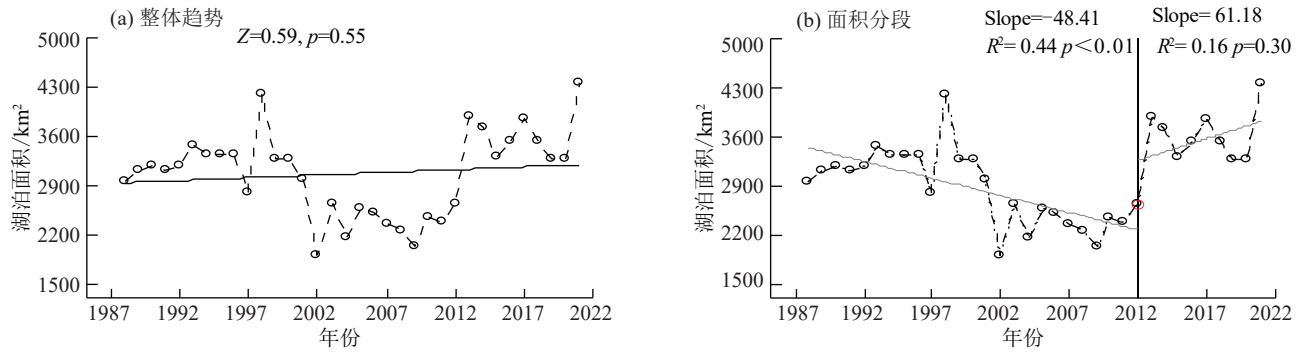 (a) 整体趋势
Z=0.59, p=0.55
5000
4300
3600
2900
2200
1500
湖泊面积/km²
1987 1992 1997 2002 2007 2012 2017 2022
年份
(b) 面积分段
Slope=−48.41
R²= 0.44 p＜0.01
Slope= 61.18
R²= 0.16 p=0.30
5000
4300
3600
2900
2200
1500
湖泊面积/km²
1987 1992 1997 2002 2007 2012 2017 2022
年份